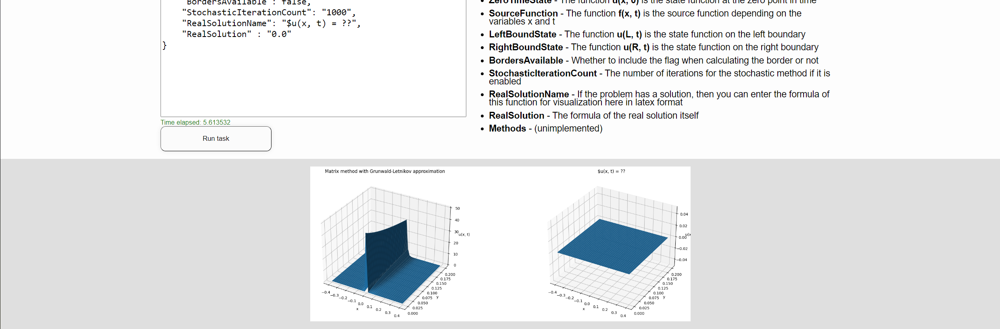 "BordersAvailable": false,
"StochasticIterationCount": "1000",
"RealSolutionName": "$u(x, t) = ??",
"RealSolution" : "0.0"
}
Time elapsed: 5.613532
Run task
ZeroTimeState - The function u(x, 0) is the state function at the zero point in time
SourceFunction - The function f(x, t) is the source function depending on the
variables x and t
LeftBoundState - The function u(L, t) is the state function on the left boundary
RightBoundState - The function u(R, t) is the state function on the right boundary
BordersAvailable - Whether to include the flag when calculating the border or not
StochasticIterationCount - The number of iterations for the stochastic method if it is
enabled
RealSolutionName - If the problem has a solution, then you can enter the formula of
this function for visualization here in latex format
RealSolution - The formula of the real solution itself
Methods - (unimplemented)
Matrix method with Grunwald-Letnikov approximation
50
40
30
u(x, t)
20
10
0
0.200
0.175
0.150
0.125
0.100
0.075 y
0.050
0.025
0.000
−0.4
−0.3
−0.2
−0.1
0.0
0.1
0.2
0.3
0.4
x
$u(x, t) = ??
0.04
0.02
0.00
u(x
−0.02
−0.04
0.200
0.175
0.150
0.125
0.100
0.075 y
0.050
0.025
0.000
−0.4
−0.3
−0.2
−0.1
0.0
0.1
0.2
0.3
0.4
x